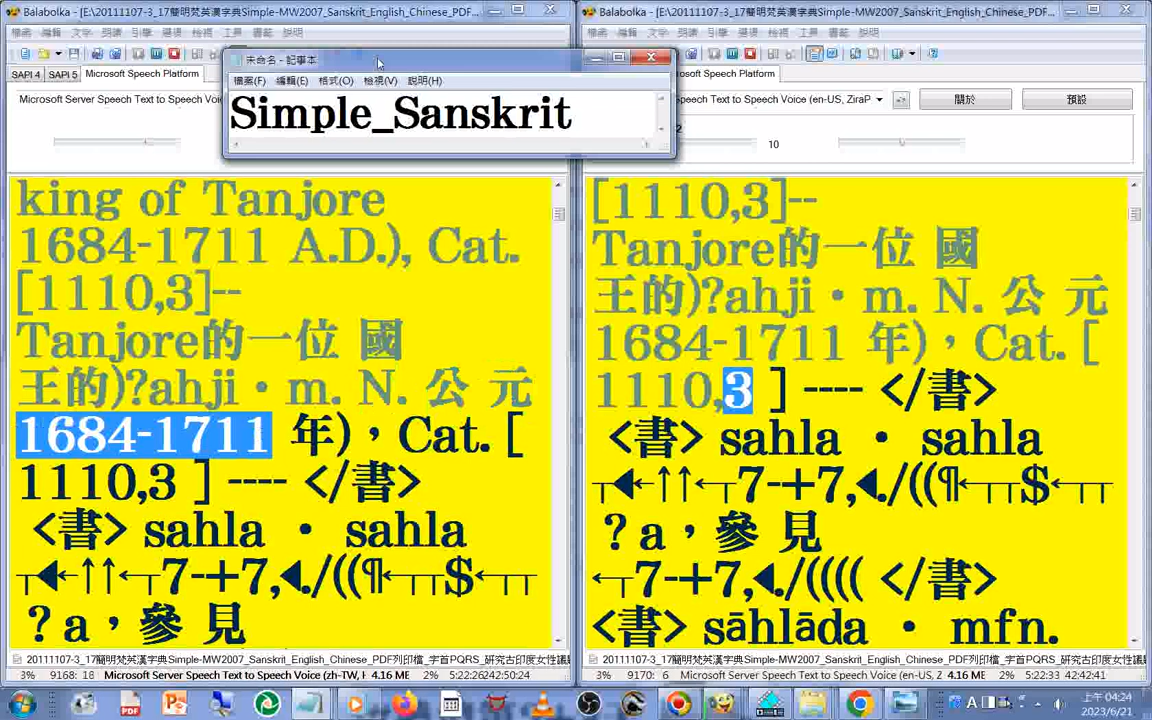 Balabolka - [E:\20111107-3_17簡明梵英漢字典Simple-MW2007_Sanskrit_English_Chinese_PDF...
Balabolka - [E:\20111107-3_17簡明梵英漢字典Simple-MW2007_Sanskrit_English_Chinese_PDF...
未命名 - 記事本
檔案(F) 編輯(E) 格式(O) 檢視(V) 說明(H)
Simple_Sanskrit
SAPI 4 SAPI 5 Microsoft Speech Platform
Speech Platform
Microsoft Server Speech Text to Speech Voi
Speech Text to Speech Voice (en-US, ZiraP
關於 預設
10
king of Tanjore
1684-1711 A.D.), Cat.
[1110,3]--
Tanjore的一位 國
王的)?ahji・m. N. 公 元
1684-1711 年)，Cat. [
1110,3 ] ---- </書>
<書> sahla ・ sahla
┬◀←↑↑←┬7-+7,◀./((¶←┬┬$←┬┬
？a，參 見
[1110,3]--
Tanjore的一位 國
王的)?ahji・m. N. 公 元
1684-1711 年)，Cat. [
1110,3 ] ---- </書>
<書> sahla ・ sahla
┬◀←↑↑←┬7-+7,◀./((¶←┬┬$←┬┬
？a，參 見
←┬7-+7,◀./(((( </書>
<書> sāhlāda ・ mfn.
20111107-3_17簡明梵英漢字典Simple-MW2007_Sanskrit_English_Chinese_PDF列印檔_字首PQRS_研究古印度女性議
20111107-3_17簡明梵英漢字典Simple-MW2007_Sanskrit_English_Chinese_PDF列印檔_字首PQRS_研究古印度女性議
3% 9168: 18 Microsoft Server Speech Text to Speech Voice (zh-TW, 4.16 ME 2% 5:22:26 242:50:24
3% 9170: 6 Microsoft Server Speech Text to Speech Voice (en-US, 4.96 ME 2% 5:22:33 42:42:41
上午 04:24
2023/6/21